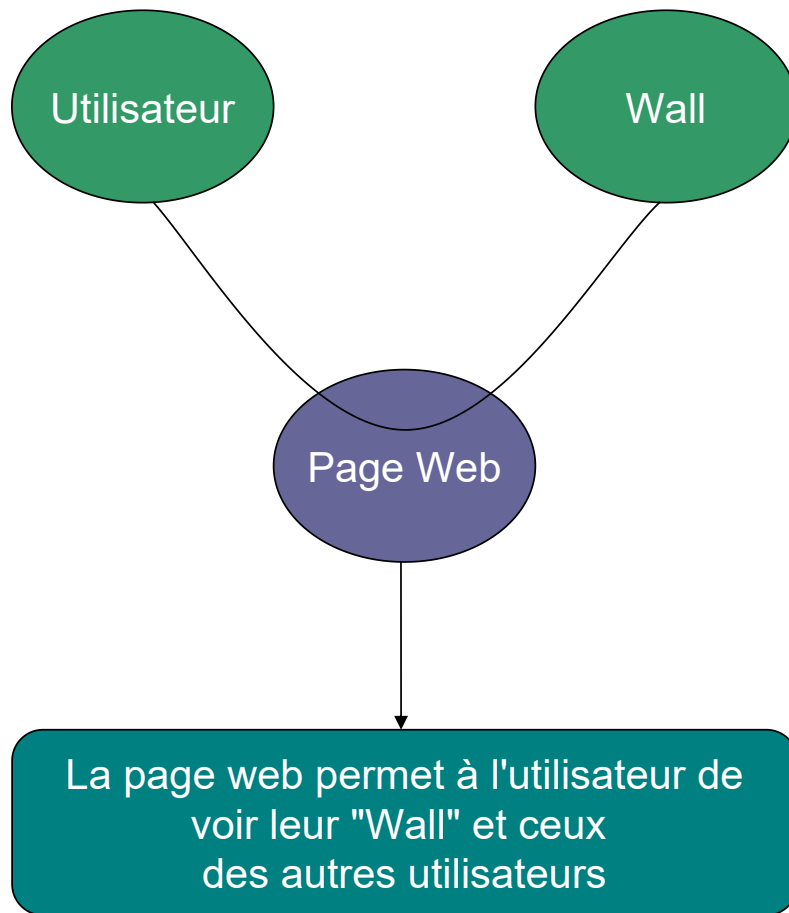 Utilisateur
Wall
Page Web
La page web permet à l'utilisateur de
voir leur "Wall" et ceux
des autres utilisateurs